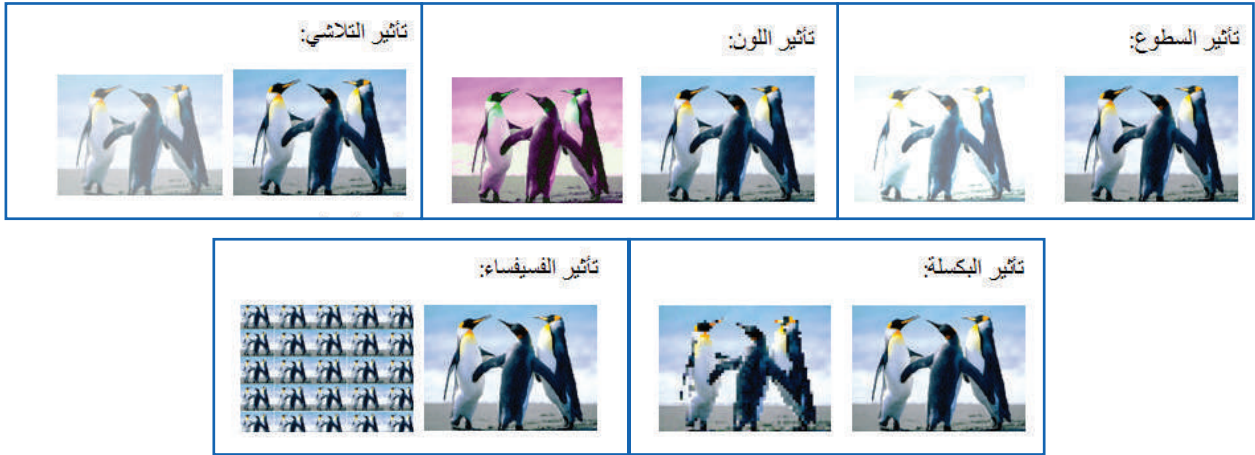 تأثير السطوع:
تأثير اللون:
تأثير التلاشي:
تأثير البكسلة:
تأثير الفسيفساء: